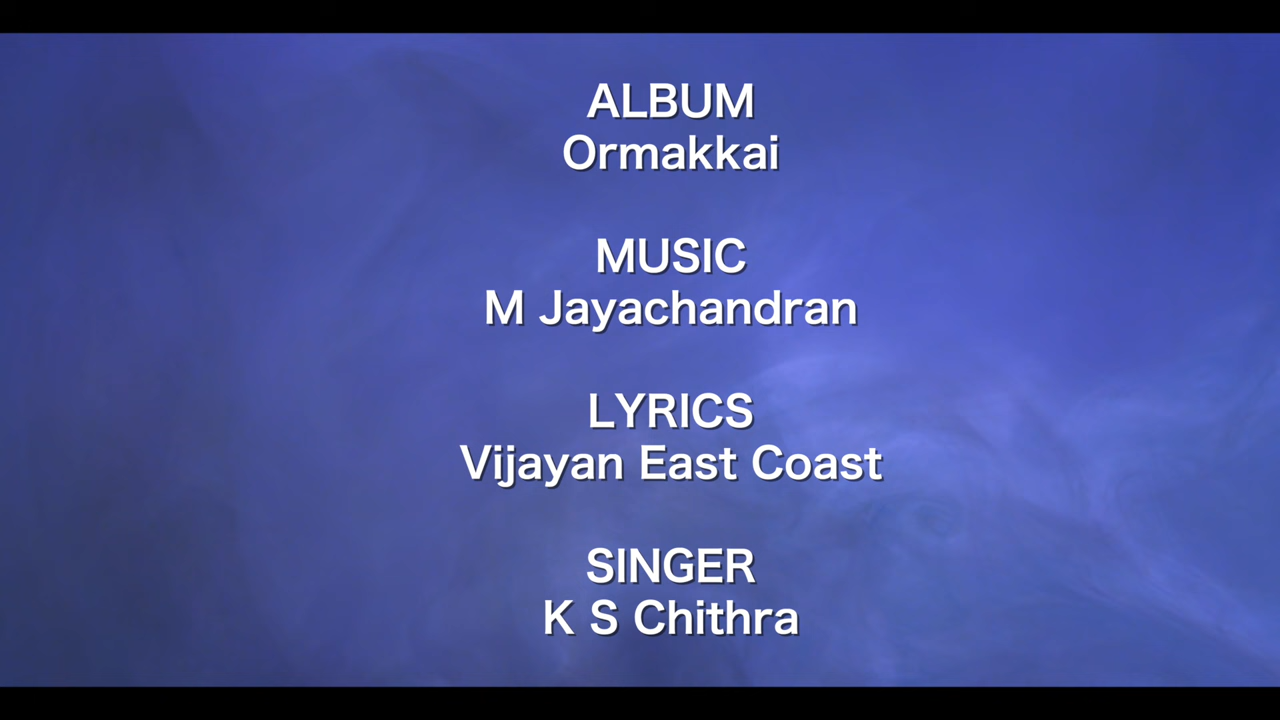 ALBUM
Ormakkai
MUSIC
M Jayachandran
LYRICS
Vijayan East Coast
SINGER
K S Chithra